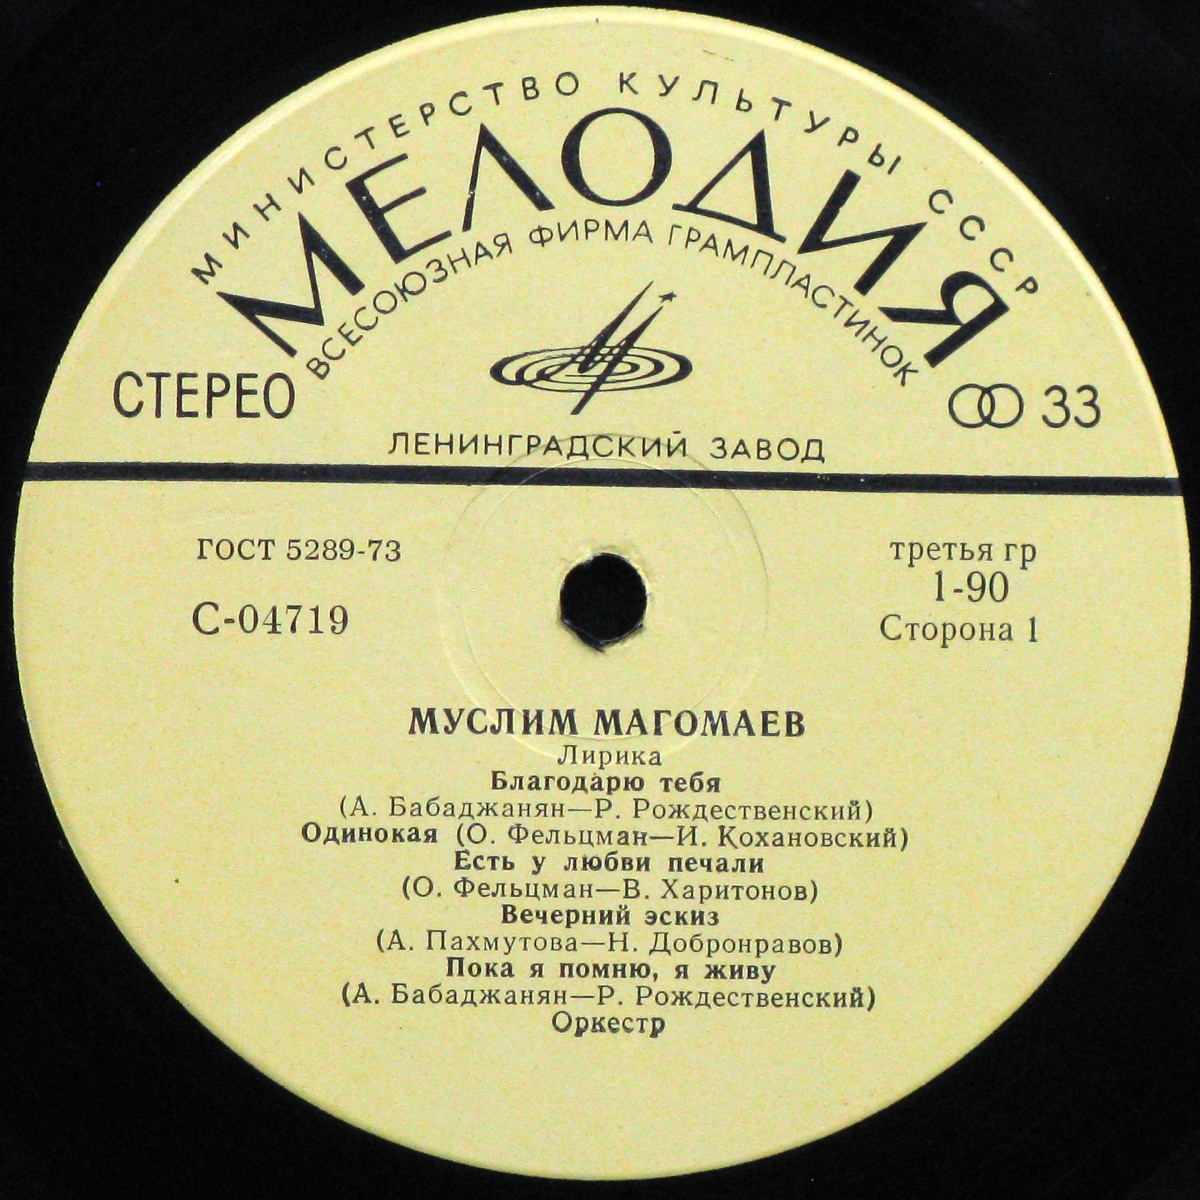 МИНИСТЕРСТВО КУЛЬТУРЫ СССР
МЕЛОДИЯ
ВСЕСОЮЗНАЯ ФИРМА ГРАМПЛАСТИНОК
СТЕРЕО
33
ЛЕНИНГРАДСКИЙ ЗАВОД
ГОСТ 5289-73
С-04719
третья гр
1-90
Сторона 1
МУСЛИМ МАГОМАЕВ
Лирика
Благодарю тебя
(А. Бабаджанян—Р. Рождественский)
Одинокая (О. Фельцман—И. Кохановский)
Есть у любви печали
(О. Фельцман—В. Харитонов)
Вечерний эскиз
(А. Пахмутова—Н. Добронравов)
Пока я помню, я живу
(А. Бабаджанян—Р. Рождественский)
Оркестр